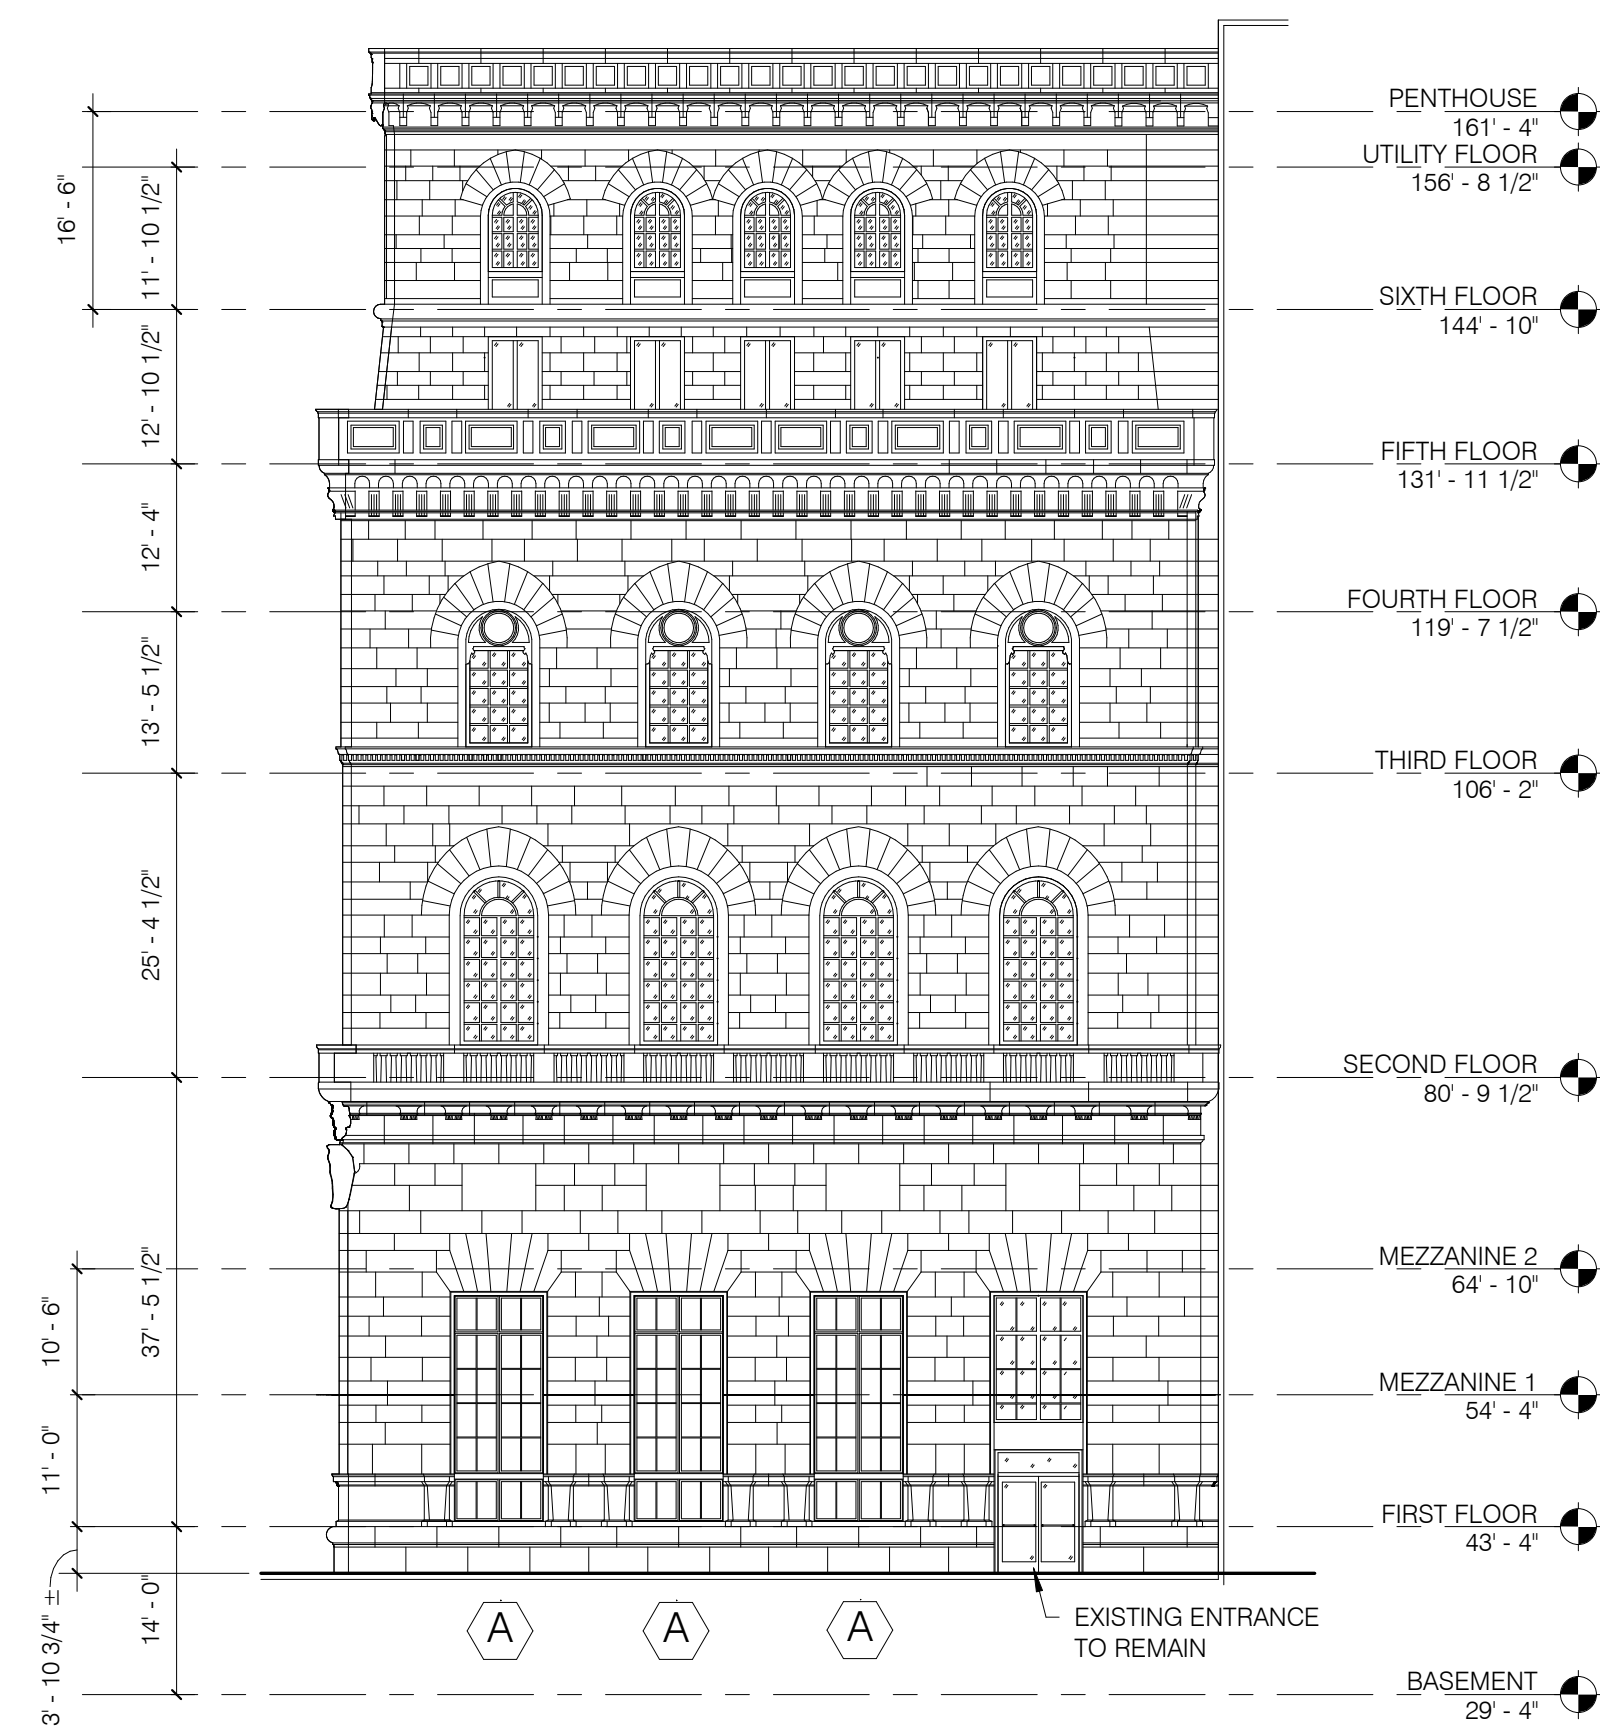 PENTHOUSE
161' - 4"
UTILITY FLOOR
156' - 8 1/2"
SIXTH FLOOR
144' - 10"
FIFTH FLOOR
131' - 11 1/2"
FOURTH FLOOR
119' - 7 1/2"
THIRD FLOOR
106' - 2"
SECOND FLOOR
80' - 9 1/2"
MEZZANINE 2
64' - 10"
MEZZANINE 1
54' - 4"
FIRST FLOOR
43' - 4"
BASEMENT
29' - 4"
16' - 6"
11' - 10 1/2"
12' - 10 1/2"
12' - 4"
13' - 5 1/2"
25' - 4 1/2"
37' - 5 1/2"
10' - 6"
11' - 0"
14' - 0"
3' - 10 3/4" ±
A
A
A
EXISTING ENTRANCE
TO REMAIN